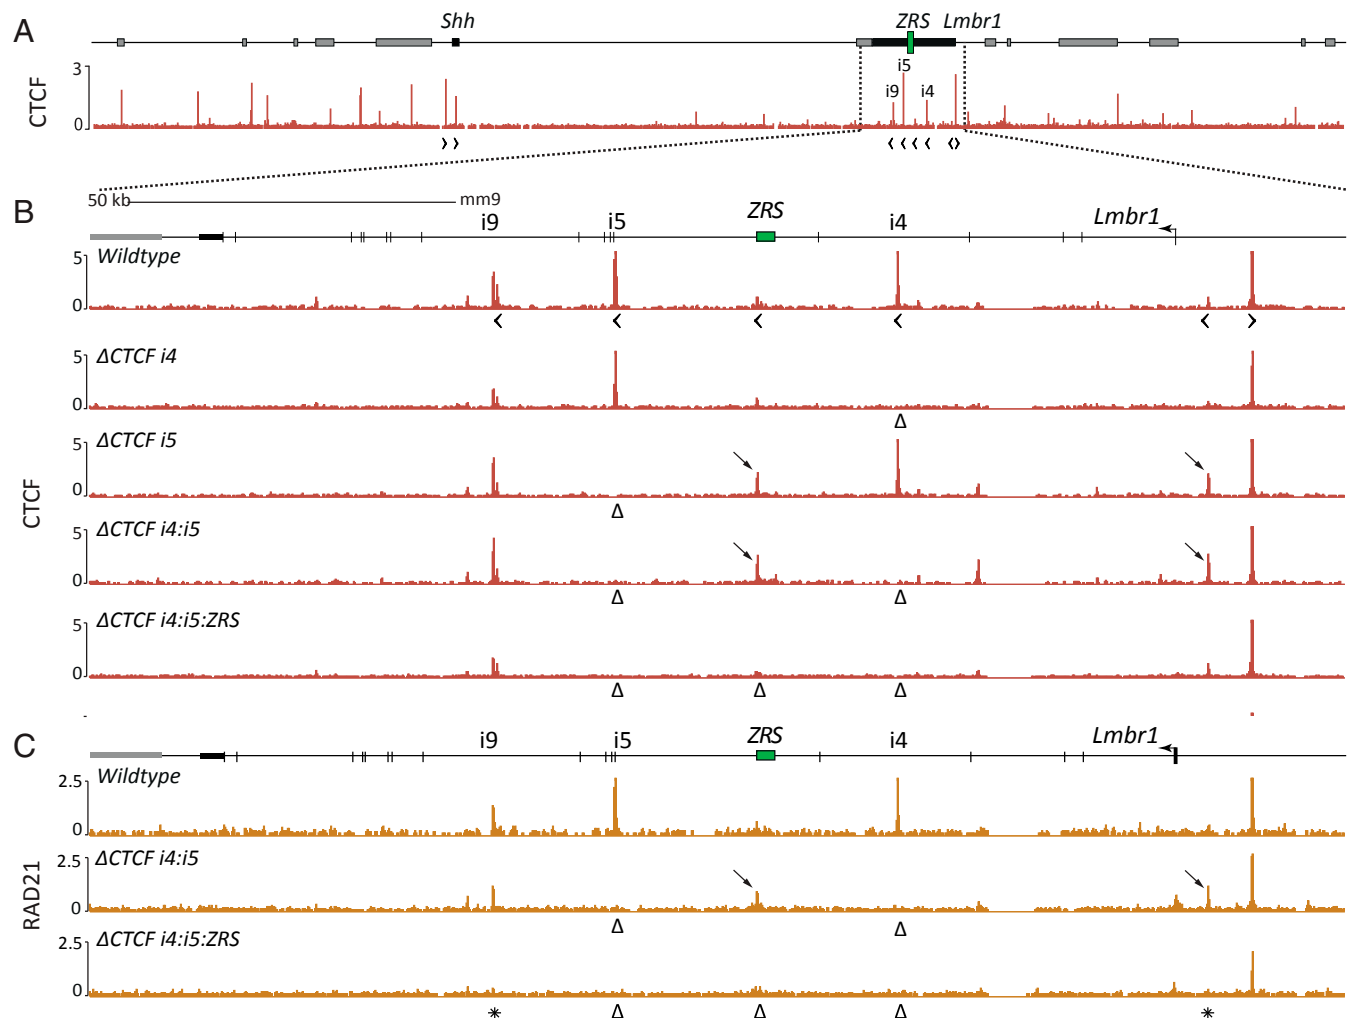 A
Shh
ZRS
Lmbr1
CTCF
3
0
i9
i5
i4
50 kb
mm9
B
i9
i5
ZRS
i4
Lmbr1
CTCF
Wildtype
5
0
ΔCTCF i4
5
0
Δ
ΔCTCF i5
5
0
Δ
ΔCTCF i4:i5
5
0
Δ Δ
ΔCTCF i4:i5:ZRS
5
0
Δ Δ Δ
C
i9
i5
ZRS
i4
Lmbr1
RAD21
Wildtype
2.5
0
ΔCTCF i4:i5
2.5
0
Δ Δ
ΔCTCF i4:i5:ZRS
2.5
0
* Δ Δ Δ *